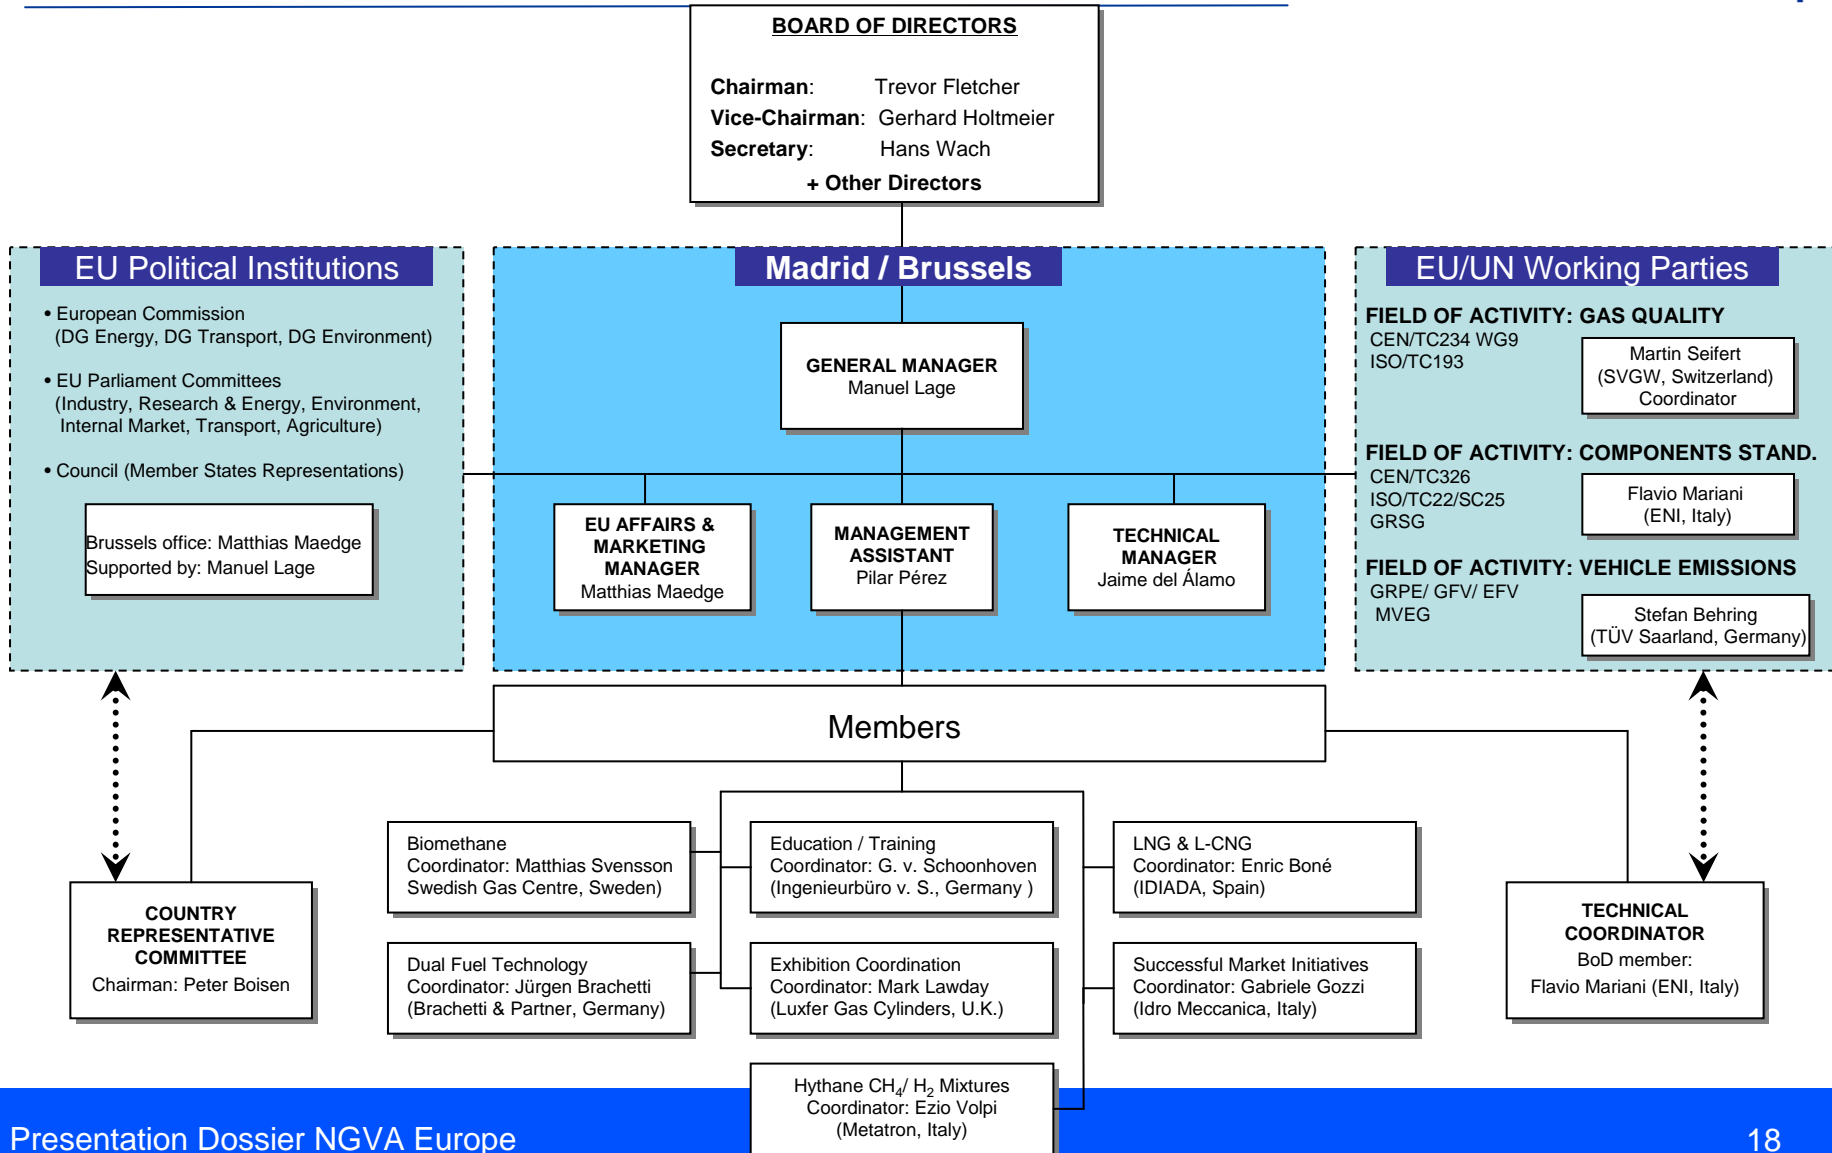 BOARD OF DIRECTORS
Chairman: Trevor Fletcher
Vice-Chairman: Gerhard Holtmeier
Secretary: Hans Wach
+ Other Directors
EU Political Institutions
• European Commission
(DG Energy, DG Transport, DG Environment)
• EU Parliament Committees
(Industry, Research & Energy, Environment,
Internal Market, Transport, Agriculture)
• Council (Member States Representations)
Brussels office: Matthias Maedge
Supported by: Manuel Lage
Madrid / Brussels
GENERAL MANAGER
Manuel Lage
EU AFFAIRS &
MARKETING
MANAGER
Matthias Maedge
MANAGEMENT
ASSISTANT
Pilar Pérez
TECHNICAL
MANAGER
Jaime del Álamo
EU/UN Working Parties
FIELD OF ACTIVITY: GAS QUALITY
CEN/TC234 WG9
ISO/TC193
Martin Seifert
(SVGW, Switzerland)
Coordinator
FIELD OF ACTIVITY: COMPONENTS STAND.
CEN/TC326
ISO/TC22/SC25
GRSG
Flavio Mariani
(ENI, Italy)
FIELD OF ACTIVITY: VEHICLE EMISSIONS
GRPE/ GFV/ EFV
MVEG
Stefan Behring
(TÜV Saarland, Germany)
Members
Biomethane
Coordinator: Matthias Svensson
Swedish Gas Centre, Sweden)
Education / Training
Coordinator: G. v. Schoonhoven
(Ingenieurbüro v. S., Germany )
LNG & L-CNG
Coordinator: Enric Boné
(IDIADA, Spain)
COUNTRY
REPRESENTATIVE
COMMITTEE
Chairman: Peter Boisen
TECHNICAL
COORDINATOR
BoD member:
Flavio Mariani (ENI, Italy)
Dual Fuel Technology
Coordinator: Jürgen Brachetti
(Brachetti & Partner, Germany)
Exhibition Coordination
Coordinator: Mark Lawday
(Luxfer Gas Cylinders, U.K.)
Successful Market Initiatives
Coordinator: Gabriele Gozzi
(Idro Meccanica, Italy)
Hythane CH₄/ H₂ Mixtures
Coordinator: Ezio Volpi
(Metatron, Italy)
Presentation Dossier NGVA Europe
18